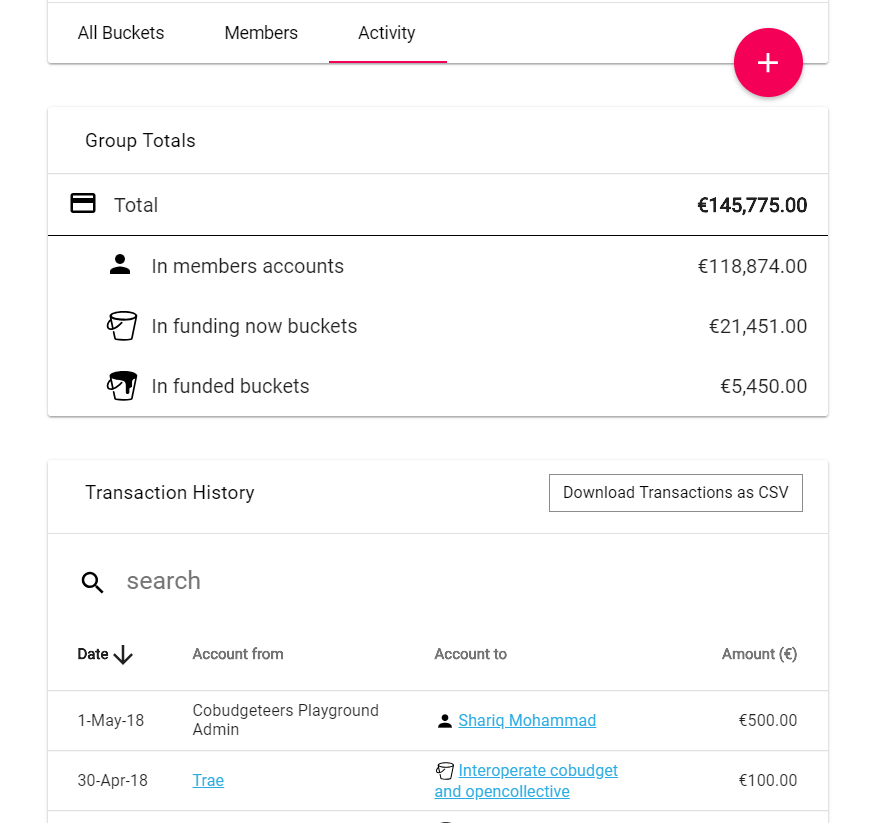 All Buckets Members Activity
Group Totals
Total €145,775.00
In members accounts €118,874.00
In funding now buckets €21,451.00
In funded buckets €5,450.00
Transaction History Download Transactions as CSV
search
Date Account from Account to Amount (€)
1-May-18 Cobudgeteers Playground Admin Shariq Mohammad €500.00
30-Apr-18 Trae Interoperate cobudget and opencollective €100.00